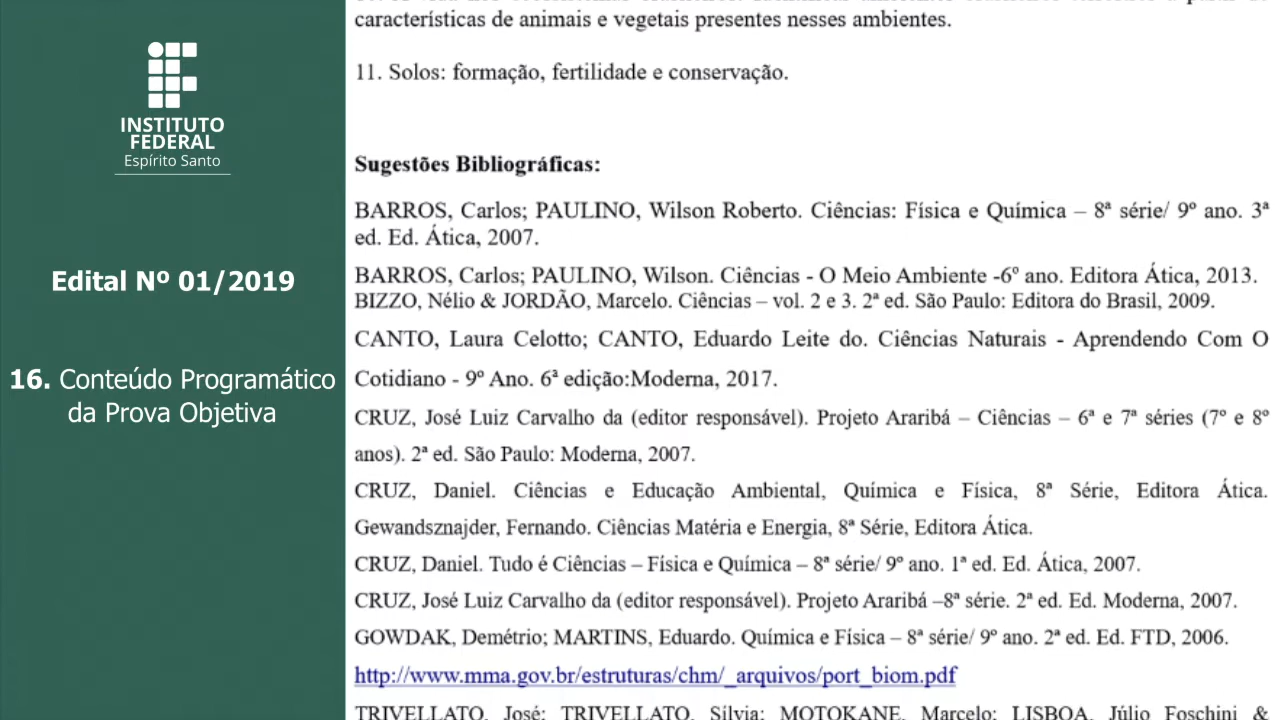 INSTITUTO
FEDERAL
Espírito Santo
Edital Nº 01/2019
16. Conteúdo Programático
da Prova Objetiva
características de animais e vegetais presentes nesses ambientes.
11. Solos: formação, fertilidade e conservação.
Sugestões Bibliográficas:
BARROS, Carlos; PAULINO, Wilson Roberto. Ciências: Física e Química – 8ª série/ 9º ano. 3ª
ed. Ed. Ática, 2007.
BARROS, Carlos; PAULINO, Wilson. Ciências - O Meio Ambiente -6º ano. Editora Ática, 2013.
BIZZO, Nélio & JORDÃO, Marcelo. Ciências – vol. 2 e 3. 2ª ed. São Paulo: Editora do Brasil, 2009.
CANTO, Laura Celotto; CANTO, Eduardo Leite do. Ciências Naturais - Aprendendo Com O
Cotidiano - 9º Ano. 6ª edição:Moderna, 2017.
CRUZ, José Luiz Carvalho da (editor responsável). Projeto Araribá – Ciências – 6ª e 7ª séries (7º e 8º
anos). 2ª ed. São Paulo: Moderna, 2007.
CRUZ, Daniel. Ciências e Educação Ambiental, Química e Física, 8ª Série, Editora Ática.
Gewandsznajder, Fernando. Ciências Matéria e Energia, 8ª Série, Editora Ática.
CRUZ, Daniel. Tudo é Ciências – Física e Química – 8ª série/ 9º ano. 1ª ed. Ed. Ática, 2007.
CRUZ, José Luiz Carvalho da (editor responsável). Projeto Araribá –8ª série. 2ª ed. Ed. Moderna, 2007.
GOWDAK, Demétrio; MARTINS, Eduardo. Química e Física – 8ª série/ 9º ano. 2ª ed. Ed. FTD, 2006.
http://www.mma.gov.br/estruturas/chm/_arquivos/port_biom.pdf
TRIVELLATO, José; TRIVELLATO, Silvia; MOTOKANE, Marcelo; LISBOA, Júlio Foschini &